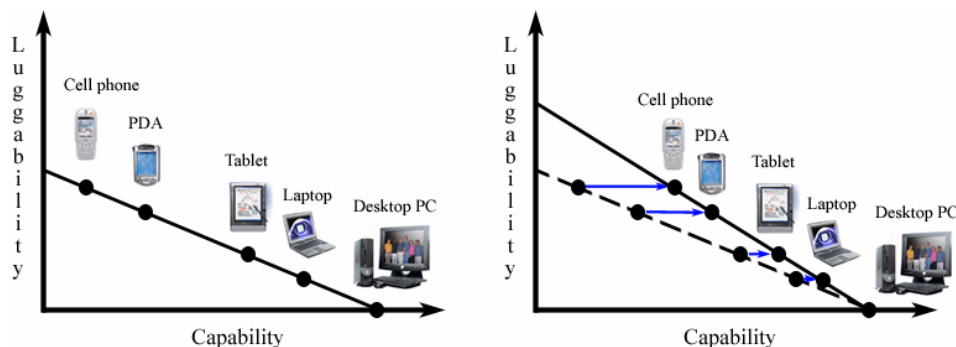 Luggability
Cell phone
PDA
Tablet
Laptop
Desktop PC
Capability
Luggability
Cell phone
PDA
Tablet
Laptop
Desktop PC
Capability